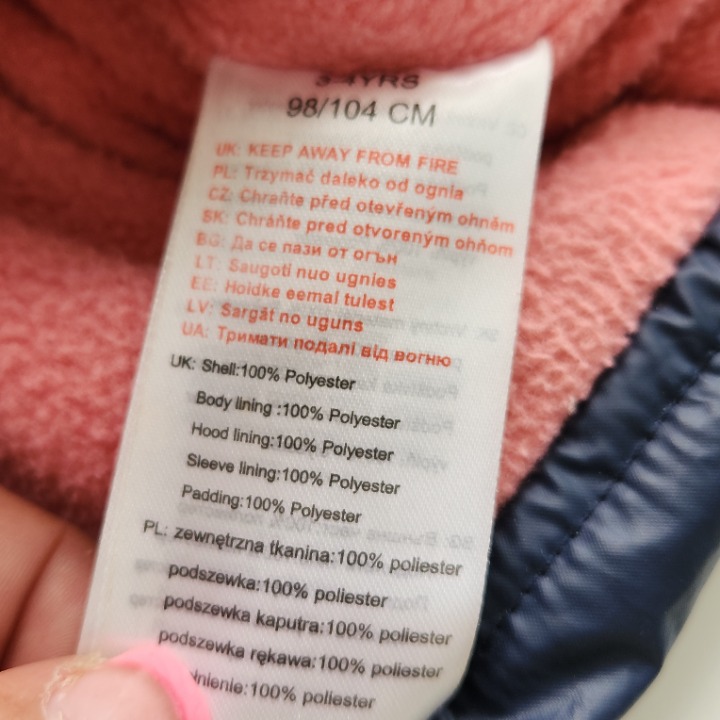 3-4YRS
98/104 CM
UK: KEEP AWAY FROM FIRE
PL: Trzymač daleko od ognia
CZ: Chraňte před otevřeným ohněm
SK: Chráňte pred otvoreným ohňom
BG: Да се пази от огън
LT: Saugoti nuo ugnies
EE: Hoidke eemal tulest
LV: Sargāt no uguns
UA: Тримати подалі від вогню
UK: Shell:100% Polyester
Body lining :100% Polyester
Hood lining:100% Polyester
Sleeve lining:100% Polyester
Padding:100% Polyester
PL: zewnętrzna tkanina:100% poliester
podszewka:100% poliester
podszewka kaputra:100% poliester
podszewka rękawa:100% poliester
:100% poliester